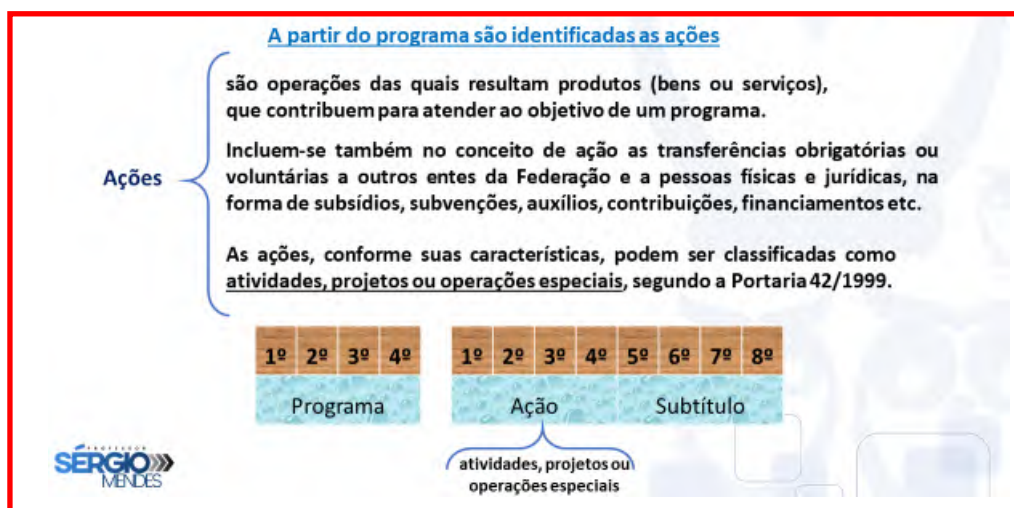 A partir do programa são identificadas as ações
são operações das quais resultam produtos (bens ou serviços),
que contribuem para atender ao objetivo de um programa.
Incluem-se também no conceito de ação as transferências obrigatórias ou
voluntárias a outros entes da Federação e a pessoas físicas e jurídicas, na
forma de subsídios, subvenções, auxílios, contribuições, financiamentos etc.
Ações
As ações, conforme suas características, podem ser classificadas como
atividades, projetos ou operações especiais, segundo a Portaria 42/1999.
1º 2º 3º 4º 1º 2º 3º 4º 5º 6º 7º 8º
Programa Ação Subtítulo
atividades, projetos ou
operações especiais
PROFESSOR
SÉRGIO
MENDES